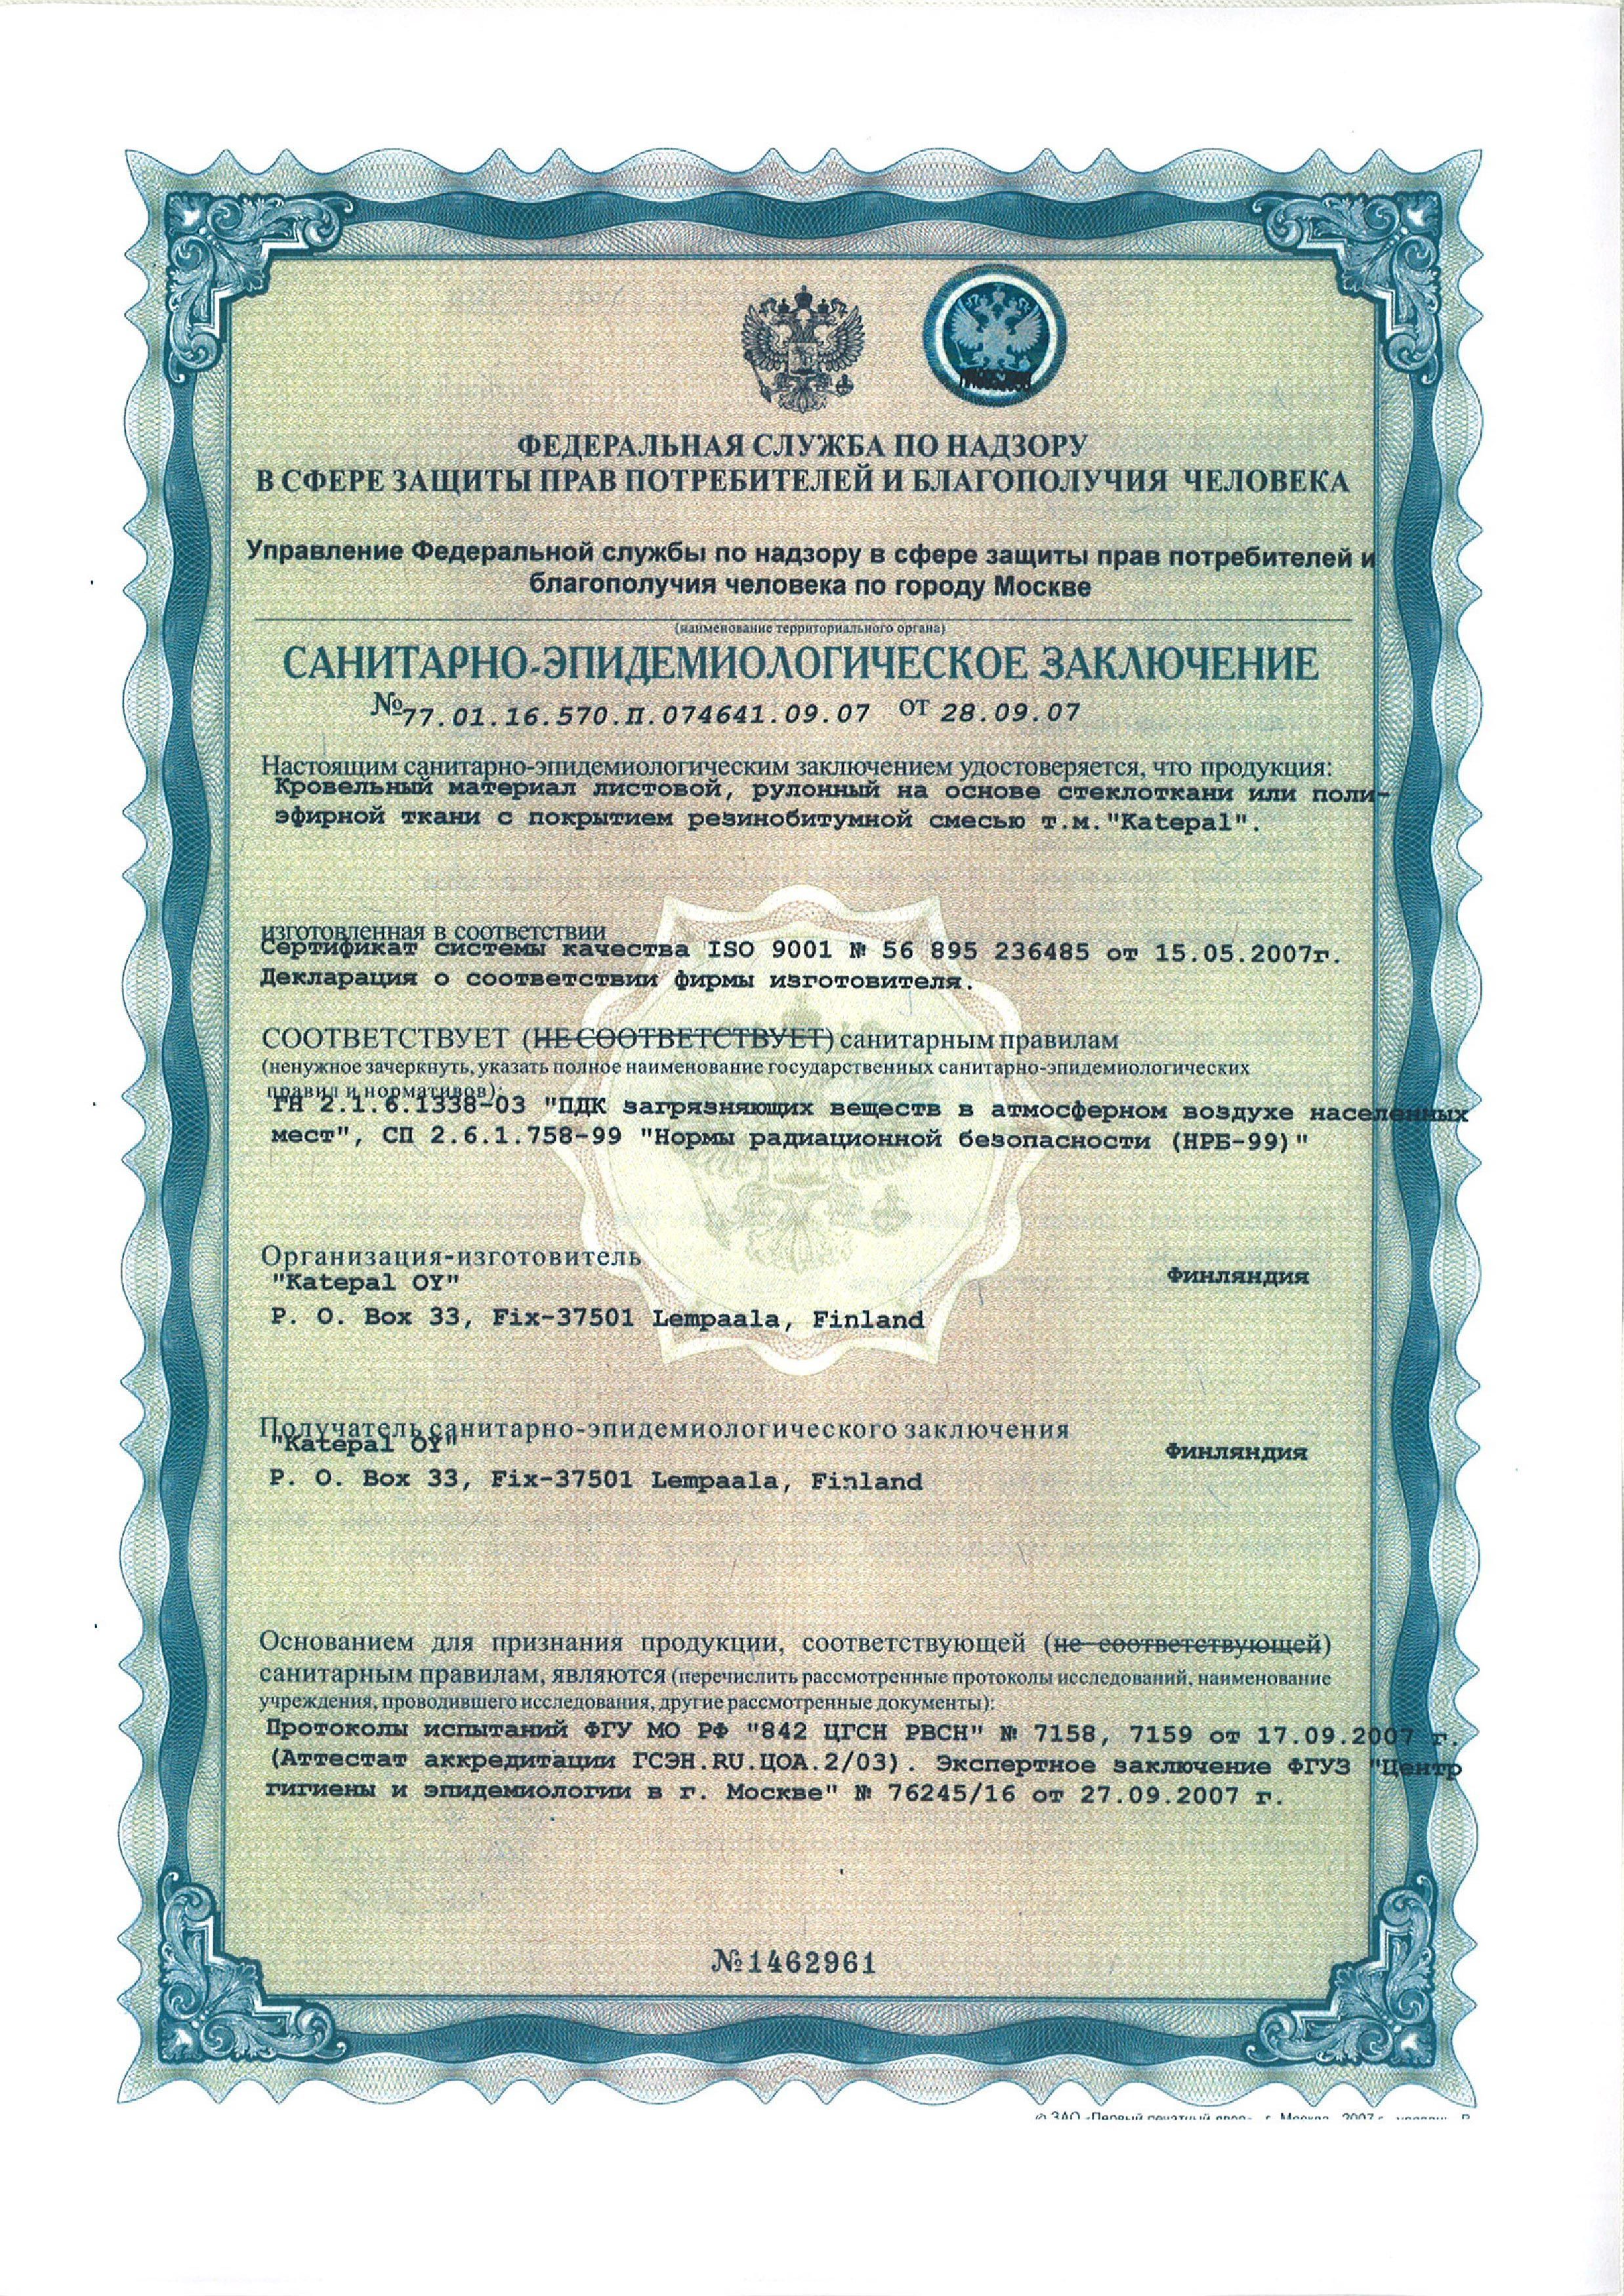 ФЕДЕРАЛЬНАЯ СЛУЖБА ПО НАДЗОРУ
В СФЕРЕ ЗАЩИТЫ ПРАВ ПОТРЕБИТЕЛЕЙ И БЛАГОПОЛУЧИЯ ЧЕЛОВЕКА
Управление Федеральной службы по надзору в сфере защиты прав потребителей и
благополучия человека по городу Москве
(наименование территориального органа)
САНИТАРНО-ЭПИДЕМИОЛОГИЧЕСКОЕ ЗАКЛЮЧЕНИЕ
№77.01.16.570.П.074641.09.07 ОТ 28.09.07
Настоящим санитарно-эпидемиологическим заключением удостоверяется, что продукция:
Кровельный материал листовой, рулонный на основе стеклоткани или поли-
эфирной ткани с покрытием резинобитумной смесью т.м."Katepal".
изготовленная в соответствии
Сертификат системы качества ISO 9001 № 56 895 236485 от 15.05.2007г.
Декларация о соответствии фирмы изготовителя.
СООТВЕТСТВУЕТ (НЕ СООТВЕТСТВУЕТ) санитарным правилам
(ненужное зачеркнуть, указать полное наименование государственных санитарно-эпидемиологических
правил и нормативов):
ГН 2.1.6.1338-03 "ПДК загрязняющих веществ в атмосферном воздухе населенных
мест", СП 2.6.1.758-99 "Нормы радиационной безопасности (НРБ-99)"
Организация-изготовитель
"Katepal OY" Финляндия
P. O. Box 33, Fix-37501 Lempaala, Finland
Получатель санитарно-эпидемиологического заключения
"Katepal OY" Финляндия
P. O. Box 33, Fix-37501 Lempaala, Finland
Основанием для признания продукции, соответствующей (не соответствующей)
санитарным правилам, являются (перечислить рассмотренные протоколы исследований, наименование
учреждения, проводившего исследования, другие рассмотренные документы):
Протоколы испытаний ФГУ МО РФ "842 ЦГСН РВСН" № 7158, 7159 от 17.09.2007 г.
(Аттестат аккредитации ГСЭН.RU.ЦОА.2/03). Экспертное заключение ФГУЗ "Центр
гигиены и эпидемиологии в г. Москве" № 76245/16 от 27.09.2007 г.
№1462961
© ЗАО «Первый печатный двор», г. Москва, 2007 г.